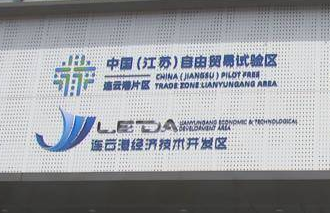 中国（江苏）自由贸易试验区
连云港片区
CHINA (JIANGSU) PILOT FREE
TRADE ZONE LIANYUNGANG AREA
LEDA
LIANYUNGANG ECONOMIC & TECHNOLOGICAL
DEVELOPMENT AREA
连云港经济技术开发区